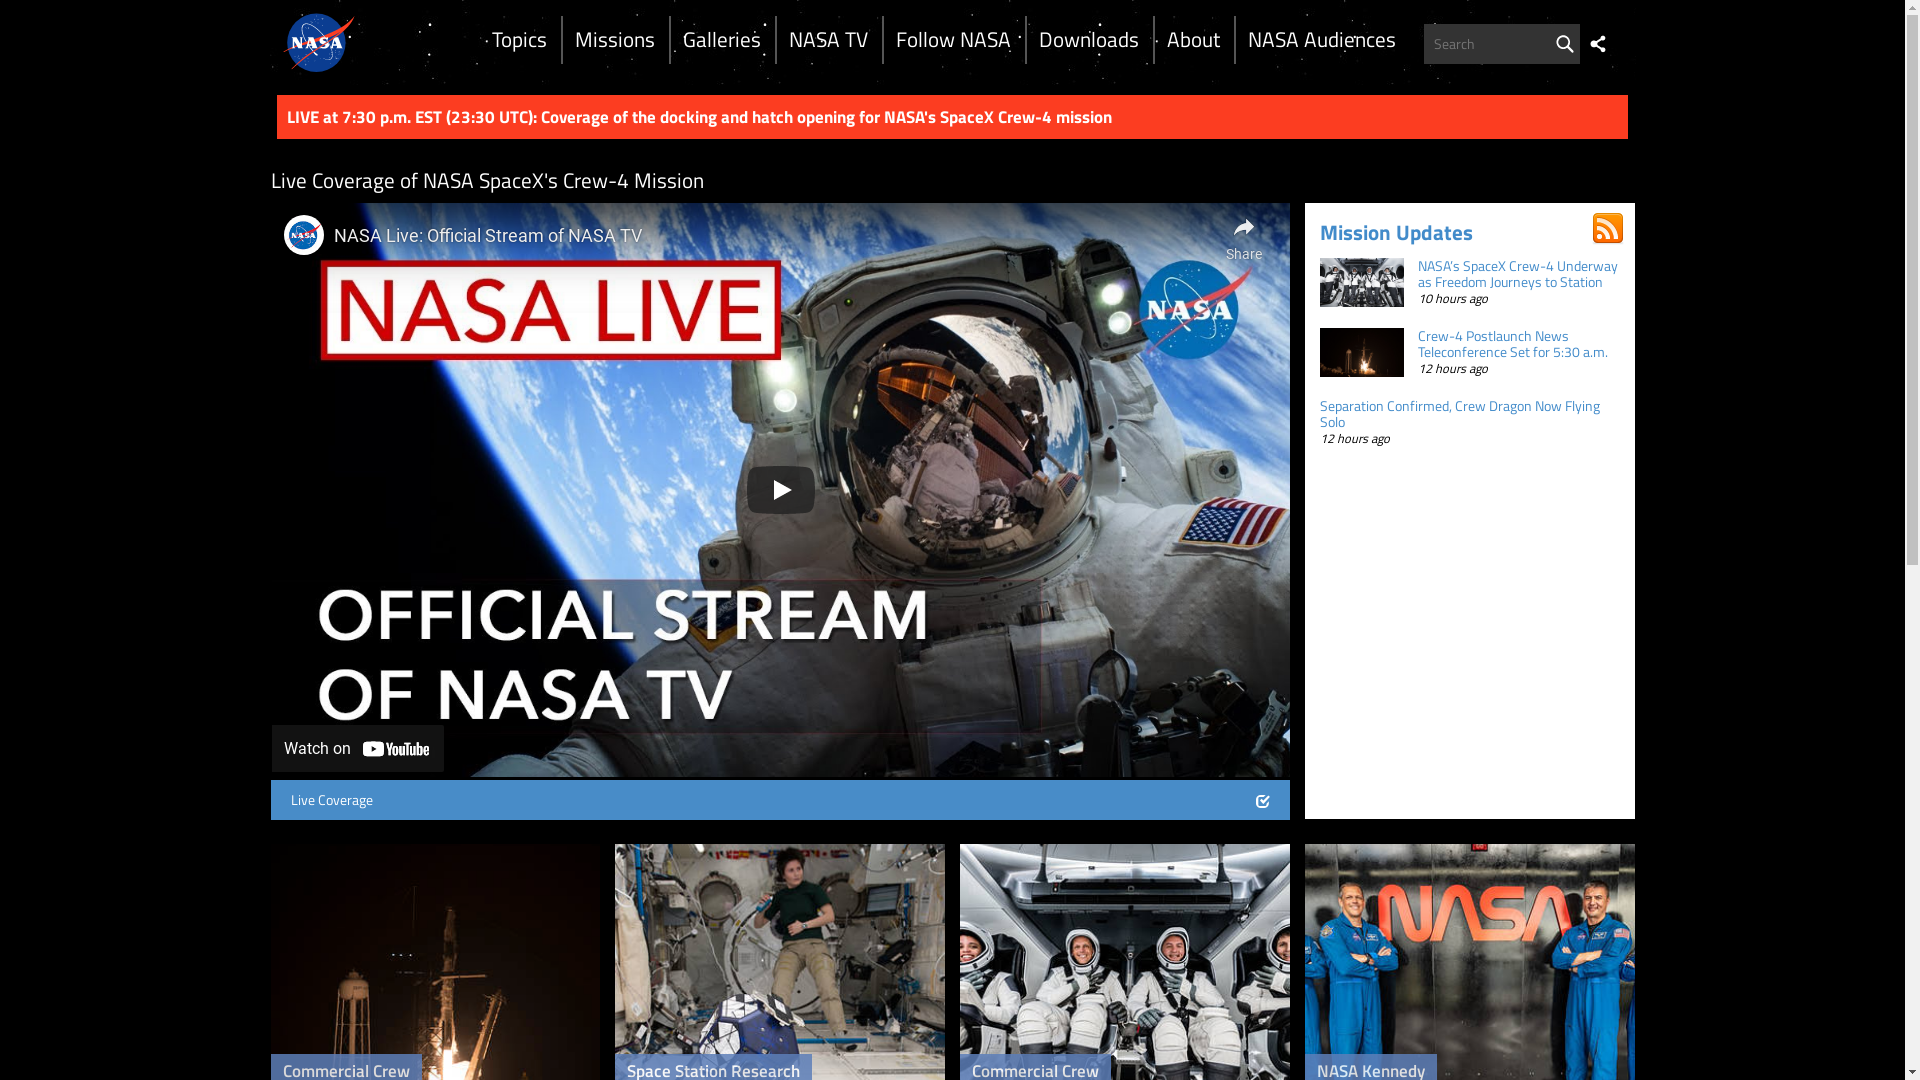 NASA
Topics
Missions
Galleries
NASA TV
Follow NASA
Downloads
About
NASA Audiences
Search
LIVE at 7:30 p.m. EST (23:30 UTC): Coverage of the docking and hatch opening for NASA's SpaceX Crew-4 mission
Live Coverage of NASA SpaceX's Crew-4 Mission
NASA
NASA Live: Official Stream of NASA TV
Share
NASA LIVE
NASA
OFFICIAL STREAM
OF NASA TV
Watch on YouTube
Live Coverage
Mission Updates
NASA's SpaceX Crew-4 Underway
as Freedom Journeys to Station
10 hours ago
Crew-4 Postlaunch News
Teleconference Set for 5:30 a.m.
12 hours ago
Separation Confirmed, Crew Dragon Now Flying
Solo
12 hours ago
Commercial Crew
Space Station Research
Commercial Crew
NASA
NASA Kennedy